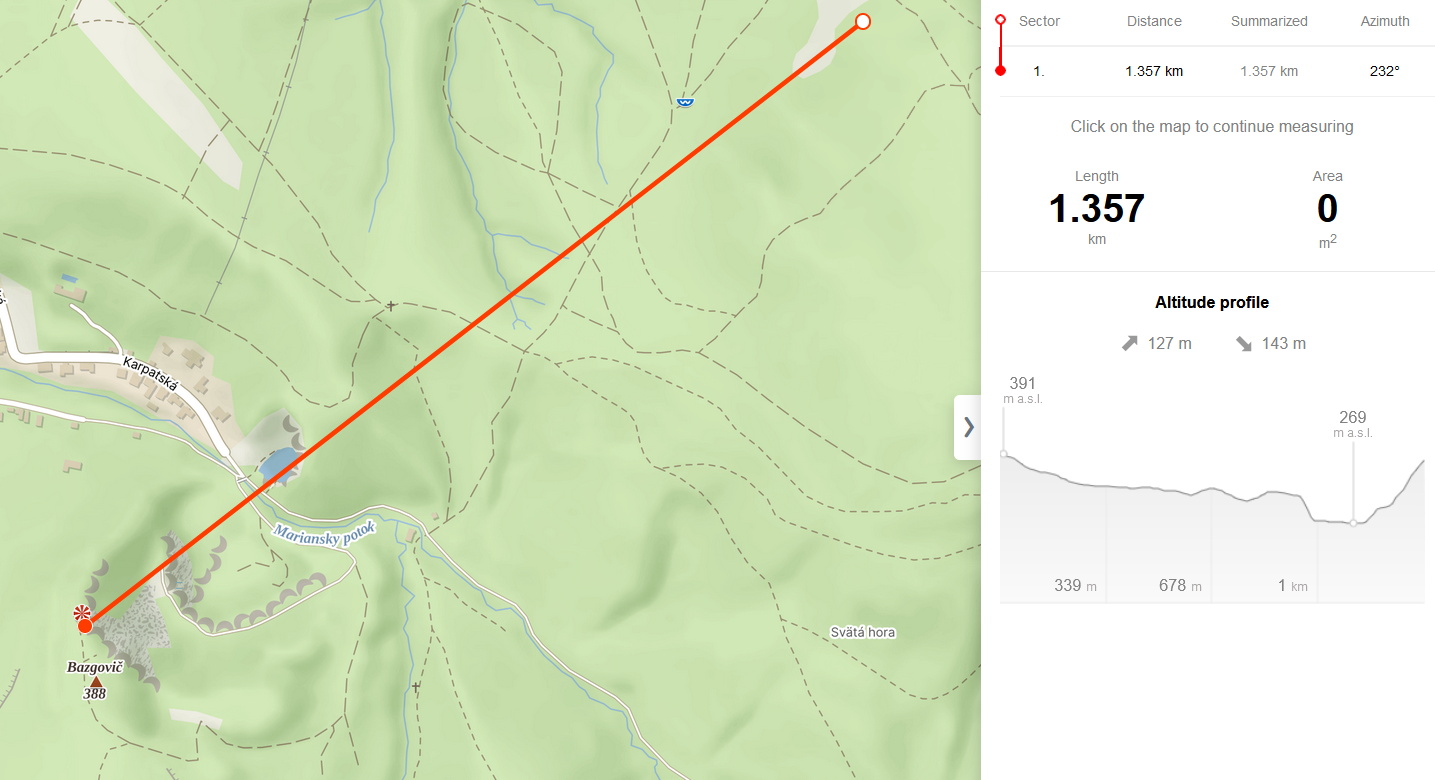 Karpatská
Mariansky potok
Svätá hora
Bazgovič
388
Sector Distance Summarized Azimuth
1. 1.357 km 1.357 km 232°
Click on the map to continue measuring
Length Area
1.357 0
km m²
Altitude profile
127 m 143 m
391
m a.s.l.
269
m a.s.l.
339 m 678 m 1 km